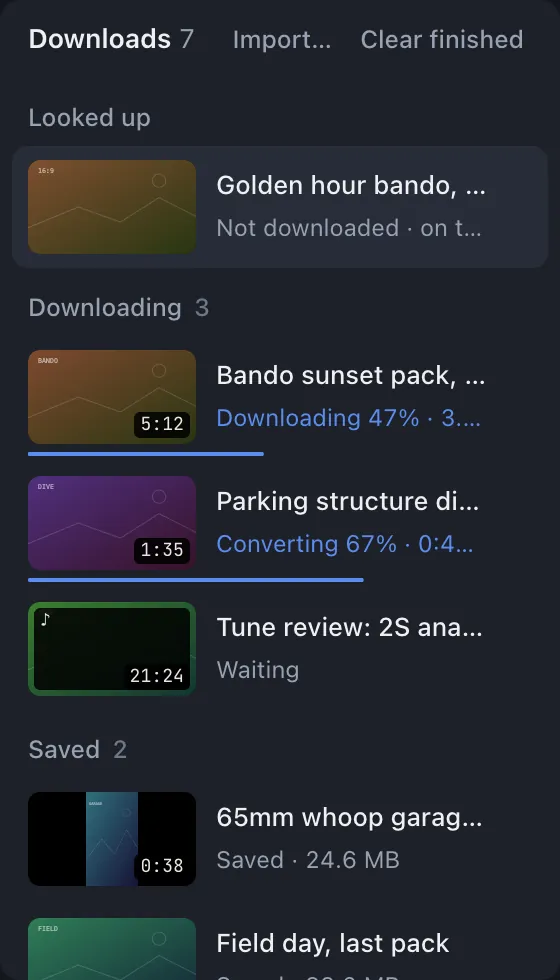 Downloads 7 Import... Clear finished
Looked up
16:9
Golden hour bando, ...
Not downloaded · on t...
Downloading 3
BANDO
5:12
Bando sunset pack, ...
Downloading 47% · 3....
DIVE
1:35
Parking structure di...
Converting 67% · 0:4...
♪
21:24
Tune review: 2S ana...
Waiting
Saved 2
0:38
65mm whoop garag...
Saved · 24.6 MB
FIELD
Field day, last pack